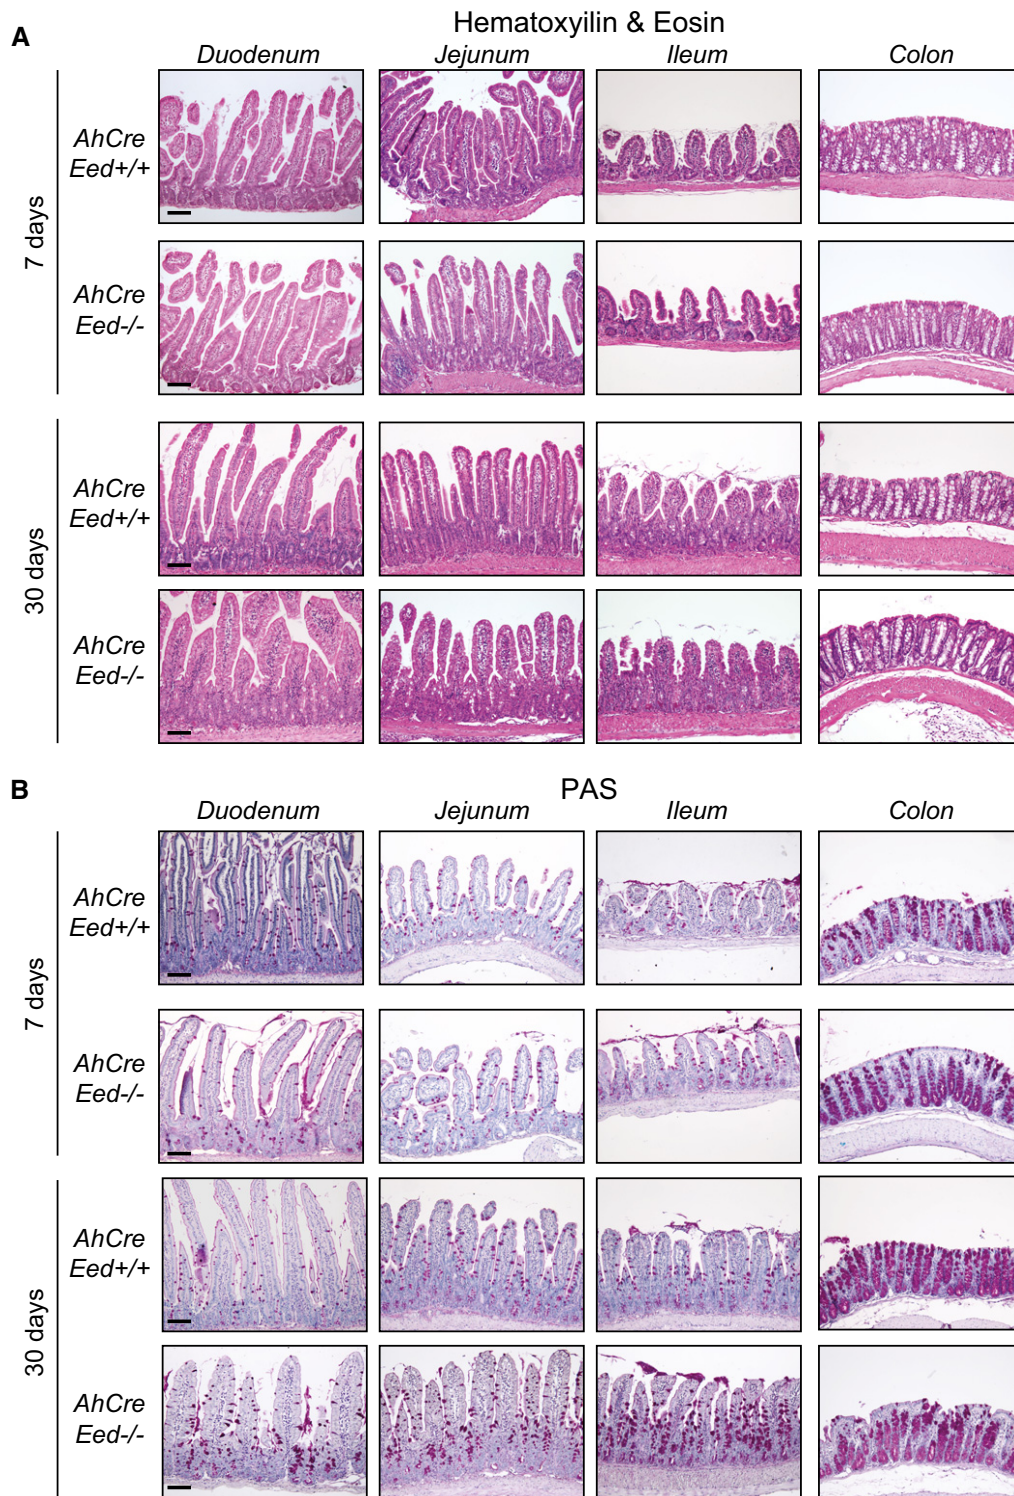 A
Hematoxyilin & Eosin
Duodenum Jejunum Ileum Colon
7 days
AhCre
Eed+/+
AhCre
Eed-/-
30 days
AhCre
Eed+/+
AhCre
Eed-/-
B
PAS
Duodenum Jejunum Ileum Colon
7 days
AhCre
Eed+/+
AhCre
Eed-/-
30 days
AhCre
Eed+/+
AhCre
Eed-/-